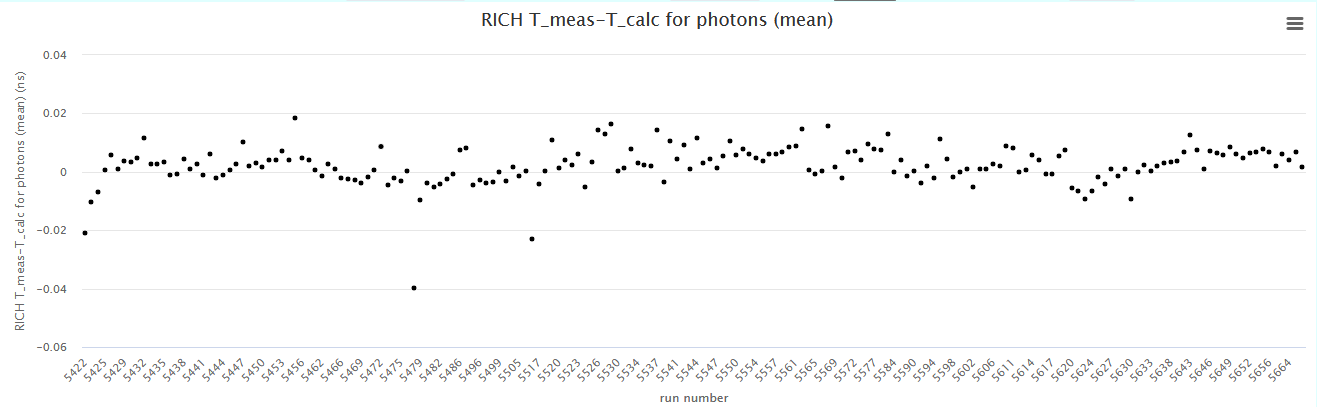 RICH T_meas-T_calc for photons (mean)
RICH T_meas-T_calc for photons (mean) (ns)
0.04
0.02
0
-0.02
-0.04
-0.06
5422 5425 5429 5432 5435 5438 5441 5444 5447 5450 5453 5456 5462 5466 5469 5472 5475 5479 5482 5486 5496 5499 5505 5517 5520 5523 5526 5530 5534 5537 5541 5544 5547 5550 5554 5557 5561 5565 5569 5572 5577 5584 5590 5594 5598 5602 5606 5611 5614 5617 5620 5624 5627 5630 5633 5638 5643 5646 5649 5652 5656 5664
run number